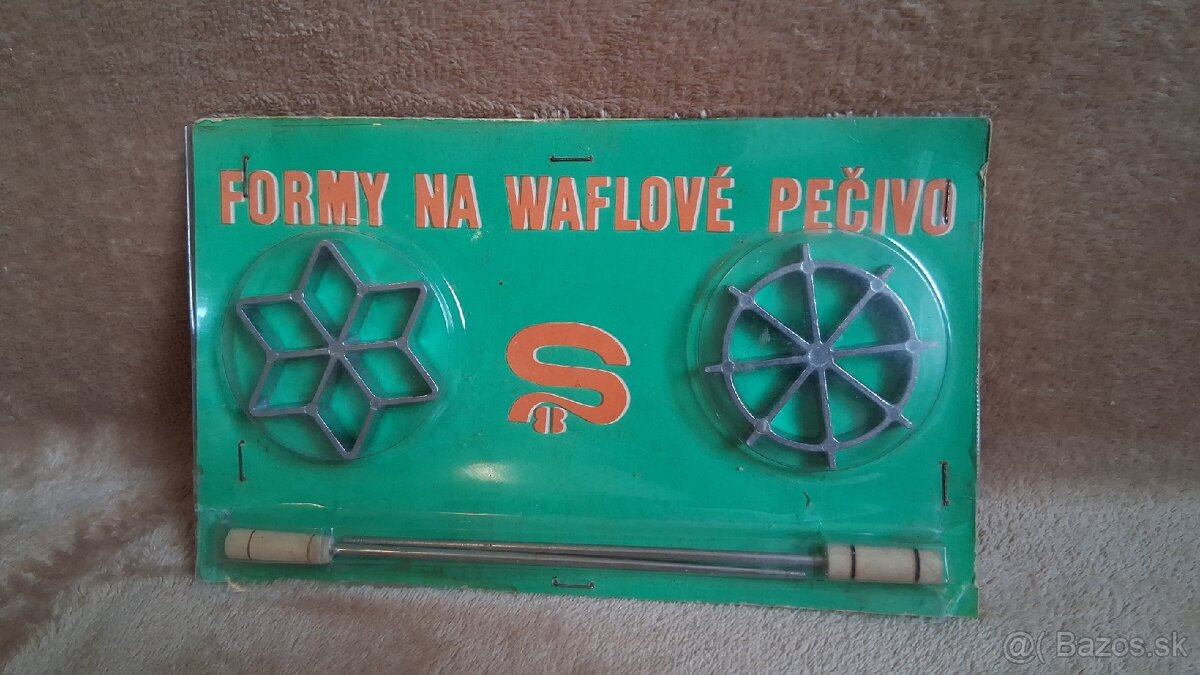 FORMY NA WAFLOVÉ PEČIVO
S
@( Bazos.sk